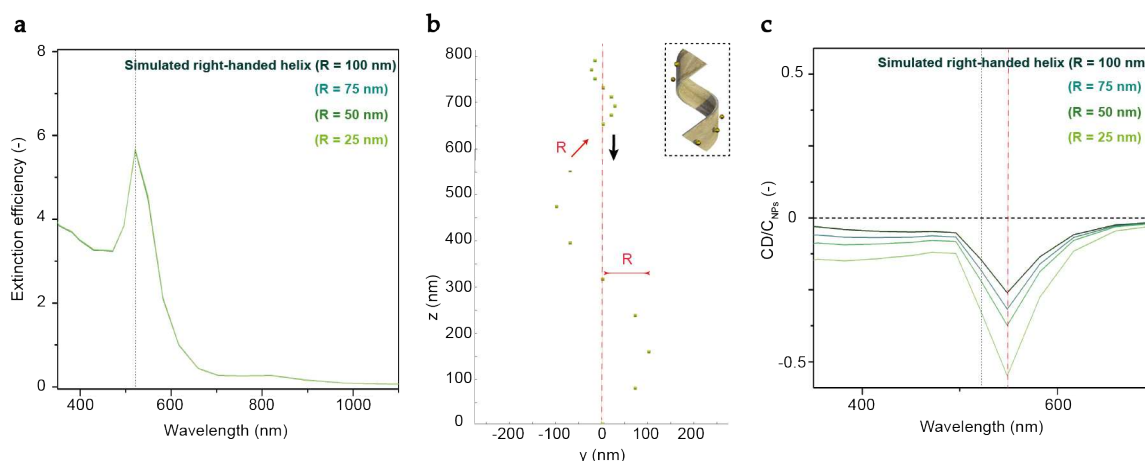 a
8
6
4
2
0
Extinction efficiency (-)
Simulated right-handed helix (R = 100 nm)
(R = 75 nm)
(R = 50 nm)
(R = 25 nm)
400
600
800
1000
Wavelength (nm)
b
800
700
600
500
400
300
200
100
0
z (nm)
R
R
-200
-100
0
100
200
y (nm)
c
0.5
0
-0.5
CD/C_NPs (-)
Simulated right-handed helix (R = 100 nm
(R = 75 nm)
(R = 50 nm)
(R = 25 nm)
400
600
Wavelength (nm)